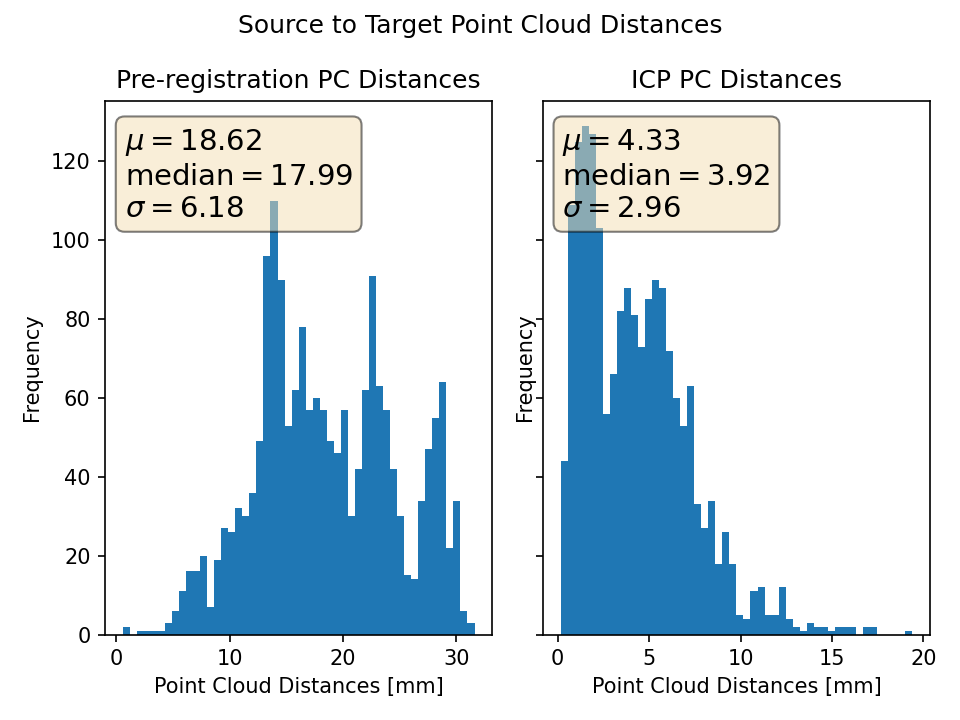 Source to Target Point Cloud Distances
Pre-registration PC Distances
μ = 18.62
median = 17.99
σ = 6.18
120
100
80
60
40
20
0
Frequency
0 10 20 30
Point Cloud Distances [mm]
ICP PC Distances
μ = 4.33
median = 3.92
σ = 2.96
Frequency
0 5 10 15 20
Point Cloud Distances [mm]